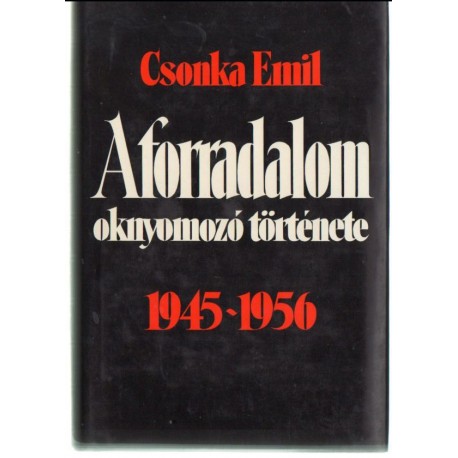 Csonka Emil
A forradalom
oknyomozó története
1945-1956